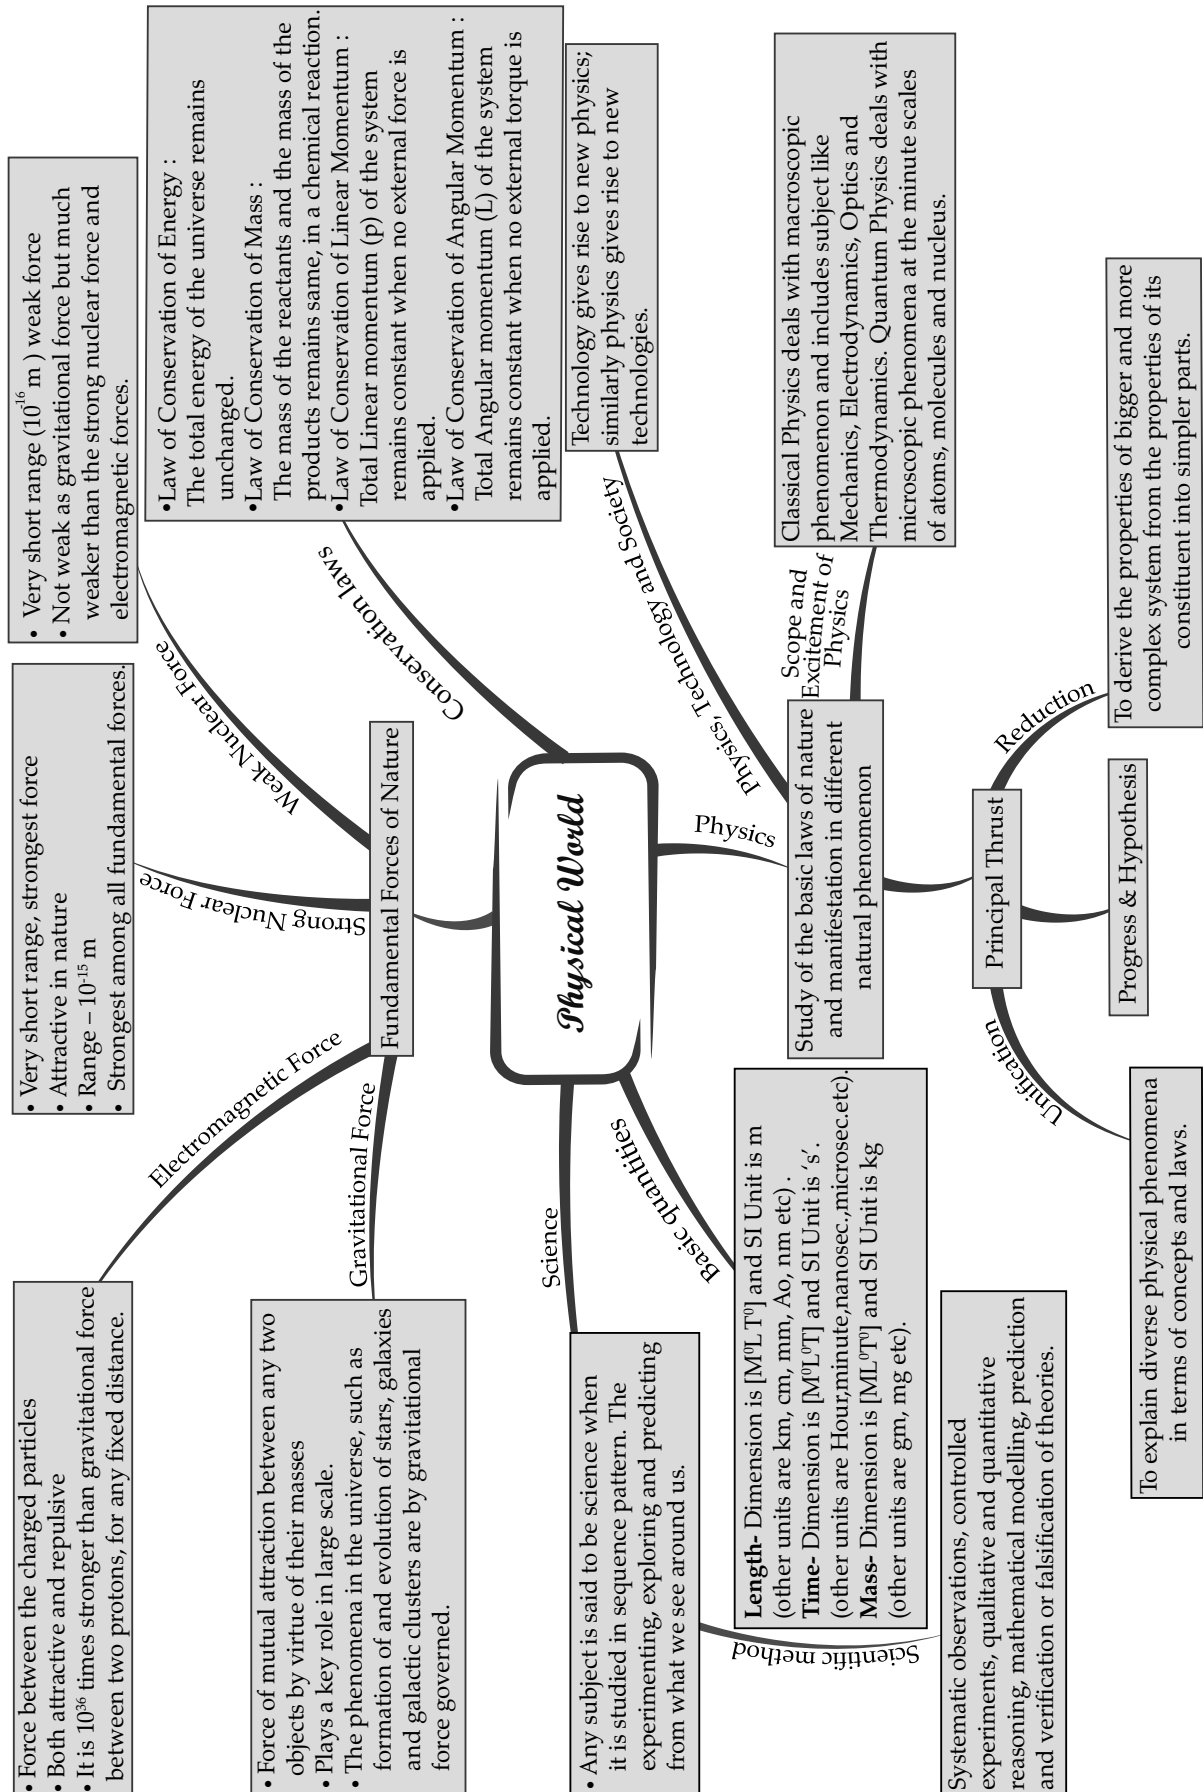 • Force between the charged particles
• Both attractive and repulsive
• It is 10³⁶ times stronger than gravitational force
between two protons, for any fixed distance.
Electromagnetic Force
• Very short range, strongest force
• Attractive in nature
• Range – 10⁻¹⁵ m
• Strongest among all fundamental forces.
Strong Nuclear Force
• Very short range (10⁻¹⁶ m ) weak force
• Not weak as gravitational force but much
weaker than the strong nuclear force and
electromagnetic forces.
Weak Nuclear Force
• Force of mutual attraction between any two
objects by virtue of their masses
• Plays a key role in large scale.
• The phenomena in the universe, such as
formation of and evolution of stars, galaxies
and galactic clusters are by gravitational
force governed.
Gravitational Force
Fundamental Forces of Nature
• Law of Conservation of Energy :
The total energy of the universe remains
unchanged.
• Law of Conservation of Mass :
The mass of the reactants and the mass of the
products remains same, in a chemical reaction.
• Law of Conservation of Linear Momentum :
Total Linear momentum (p) of the system
remains constant when no external force is
applied.
• Law of Conservation of Angular Momentum :
Total Angular momentum (L) of the system
remains constant when no external torque is
applied.
Conservation laws
Physical World
Science
• Any subject is said to be science when
it is studied in sequence pattern. The
experimenting, exploring and predicting
from what we see around us.
Scientific method
Systematic observations, controlled
experiments, qualitative and quantitative
reasoning, mathematical modelling, prediction
and verification or falsification of theories.
Basic quantities
Length- Dimension is [M⁰LT⁰] and SI Unit is m
(other units are km, cm, mm, Ao, nm etc) .
Time- Dimension is [M⁰L⁰T] and SI Unit is ‘s’.
(other units are Hour,minute,nanosec.,microsec.etc).
Mass- Dimension is [ML⁰T⁰] and SI Unit is kg
(other units are gm, mg etc).
Physics
Study of the basic laws of nature
and manifestation in different
natural phenomenon
Physics, Technology and Society
Technology gives rise to new physics;
similarly physics gives rise to new
technologies.
Scope and
Excitement of
Physics
Classical Physics deals with macroscopic
phenomenon and includes subject like
Mechanics, Electrodynamics, Optics and
Thermodynamics. Quantum Physics deals with
microscopic phenomena at the minute scales
of atoms, molecules and nucleus.
Principal Thrust
Unification
To explain diverse physical phenomena
in terms of concepts and laws.
Progress & Hypothesis
Reduction
To derive the properties of bigger and more
complex system from the properties of its
constituent into simpler parts.